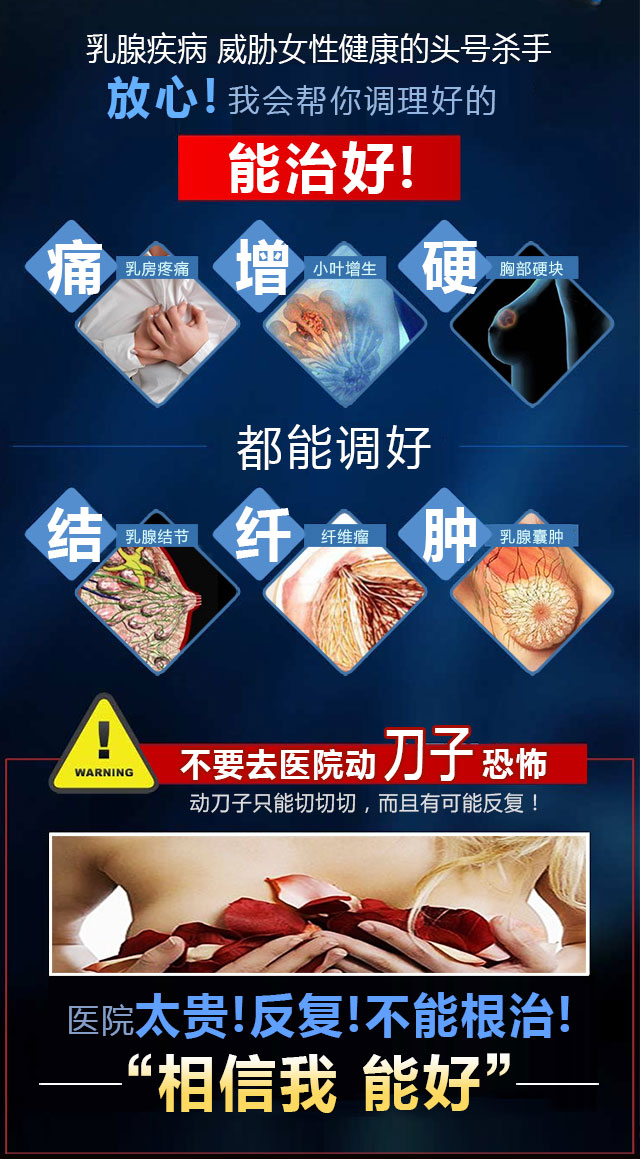 乳腺疾病 威胁女性健康的头号杀手
放心！我会帮你调理好的
能治好！
痛 乳房疼痛
增 小叶增生
硬 胸部硬块
都能调好
结 乳腺结节
纤 纤维瘤
肿 乳腺囊肿
! WARNING
不要去医院动刀子恐怖
动刀子只能切切切，而且有可能反复！
医院太贵！反复！不能根治！
“相信我 能好”